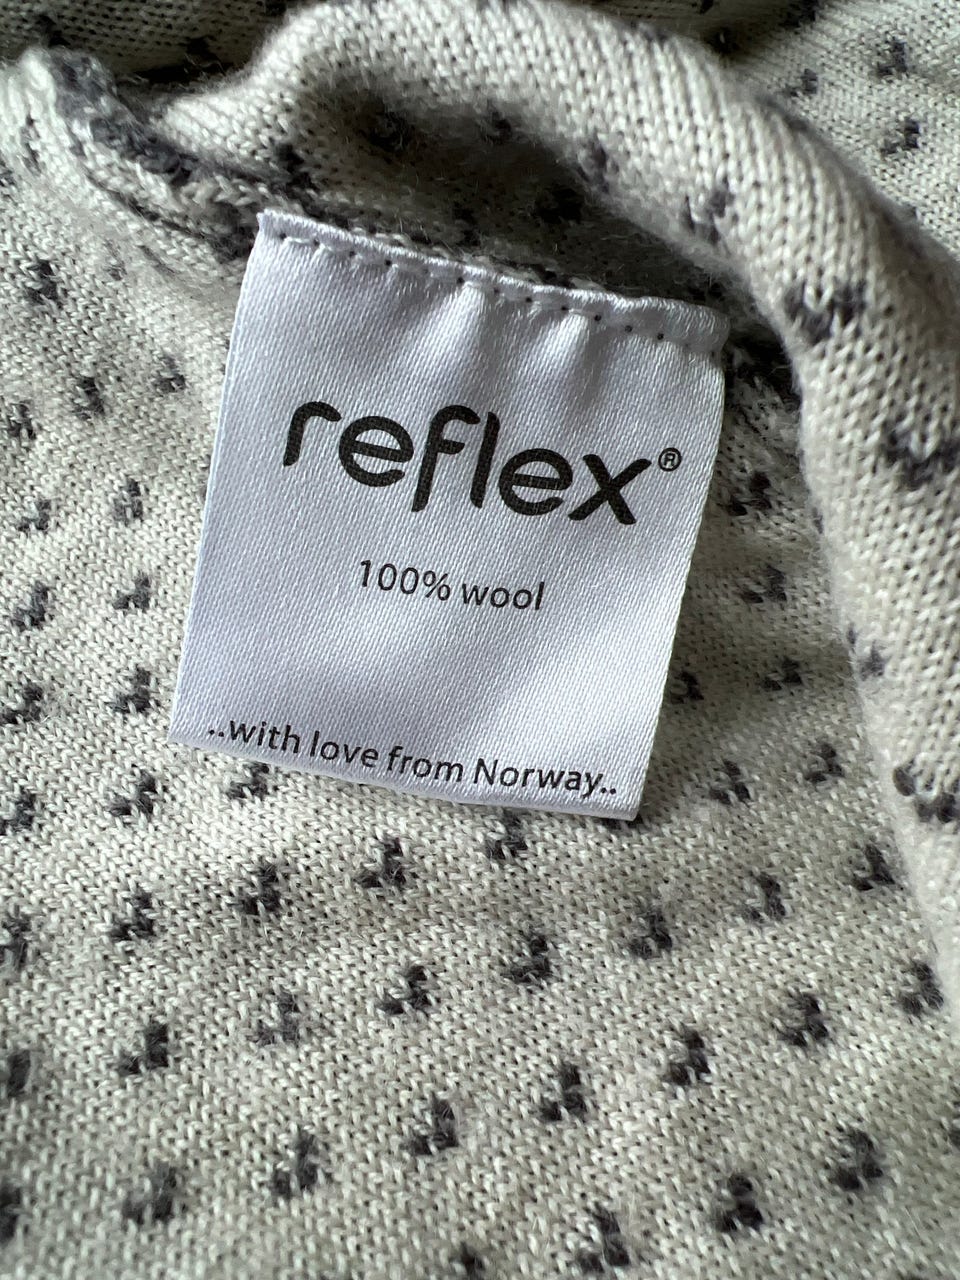 reflex®
100% wool
..with love from Norway..